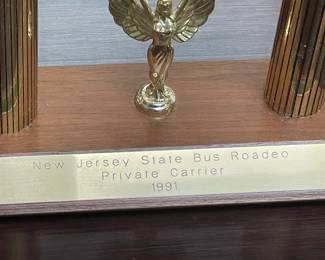 New Jersey State Bus Roadeo
Private Carrier
1991